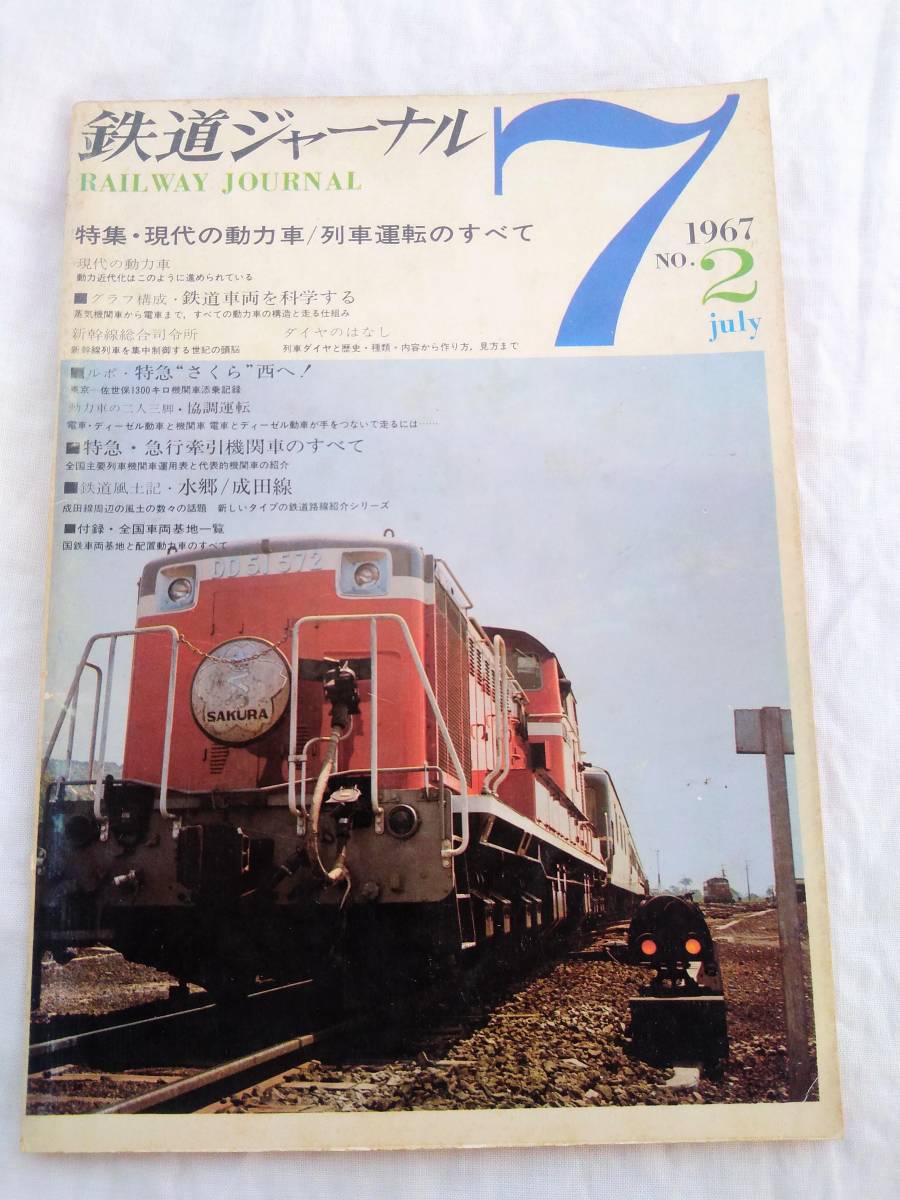 鉄道ジャーナル
RAILWAY JOURNAL
7
1967
NO.2
july
特集・現代の動力車/列車運転のすべて
現代の動力車
動力近代化はこのように進められている
■グラフ構成・鉄道車両を科学する
蒸気機関車から電車まで，すべての動力車の構造と走る仕組み
新幹線総合司令所
新幹線列車を集中制御する世紀の頭脳
ダイヤのはなし
列車ダイヤと歴史・種類・内容から作り方，見方まで
■ルポ・特急“さくら”西へ！
東京―佐世保1300キロ機関車添乗記録
動力車の二人三脚・協調運転
電車・ディーゼル動車と機関車 電車とディーゼル動車が手をつないで走るには……
■特急・急行牽引機関車のすべて
全国主要列車機関車運用表と代表的機関車の紹介
■鉄道風土記・水郷/成田線
成田線周辺の風土の数々の話題 新しいタイプの鉄道路線紹介シリーズ
■付録・全国車両基地一覧
国鉄車両基地と配置動力車のすべて
DD51 572
SAKURA